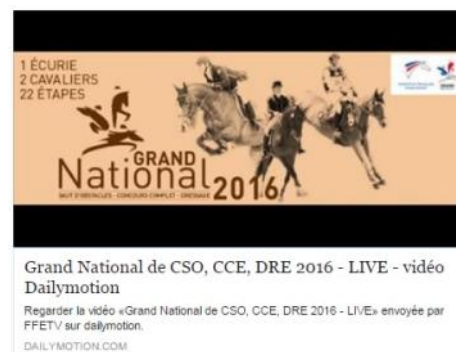 1 ÉCURIE
2 CAVALIERS
22 ÉTAPES
GRAND
National 2016
SAUT D'OBSTACLES - CONCOURS COMPLET - DRESSAGE
Grand National de CSO, CCE, DRE 2016 - LIVE - vidéo
Dailymotion
Regarder la vidéo «Grand National de CSO, CCE, DRE 2016 - LIVE» envoyée par
FFETV sur dailymotion.
DAILYMOTION.COM